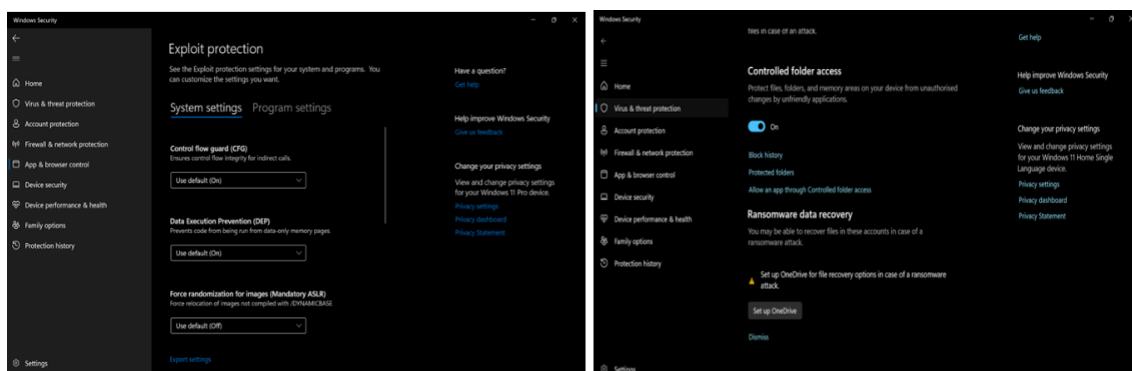 Windows Security
Home
Virus & threat protection
Account protection
Firewall & network protection
App & browser control
Device security
Device performance & health
Family options
Protection history
Settings
Exploit protection
See the Exploit protection settings for your system and programs. You
can customize the settings you want.
System settings Program settings
Control flow guard (CFG)
Ensures control flow integrity for indirect calls.
Use default (On)
Data Execution Prevention (DEP)
Prevents code from being run from data-only memory pages.
Use default (On)
Force randomization for images (Mandatory ASLR)
Force relocation of images not compiled with /DYNAMICBASE
Use default (Off)
Export settings
Have a question?
Get help
Help improve Windows Security
Give us feedback
Change your privacy settings
View and change privacy settings
for your Windows 11 Pro device.
Privacy settings
Privacy dashboard
Privacy Statement
Windows Security
Home
Virus & threat protection
Account protection
Firewall & network protection
App & browser control
Device security
Device performance & health
Family options
Protection history
Settings
files in case of an attack.
Controlled folder access
Protect files, folders, and memory areas on your device from unauthorised
changes by unfriendly applications.
On
Block history
Protected folders
Allow an app through Controlled folder access
Ransomware data recovery
You may be able to recover files in these accounts in case of a
ransomware attack.
Set up OneDrive for file recovery options in case of a ransomware
attack.
Set up OneDrive
Dismiss
Get help
Help improve Windows Security
Give us feedback
Change your privacy settings
View and change privacy settings
for your Windows 11 Home Single
Language device.
Privacy settings
Privacy dashboard
Privacy Statement